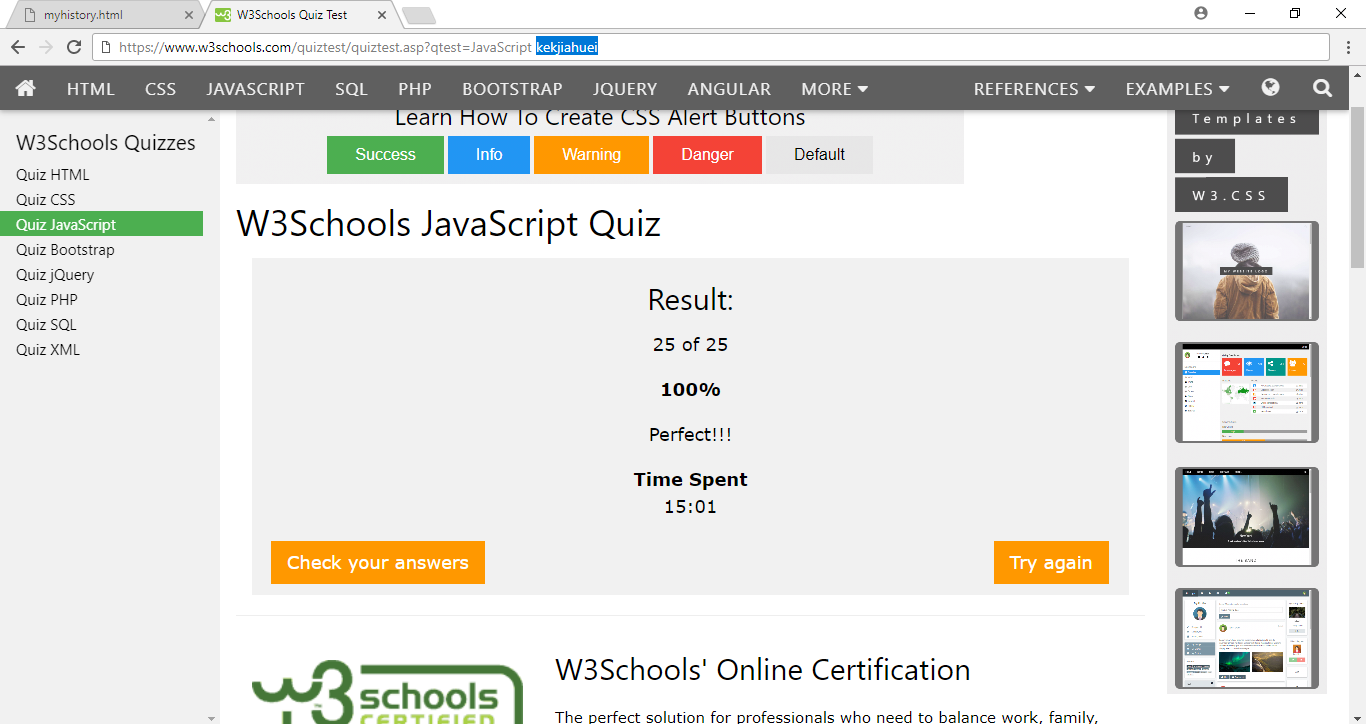 myhistory.html
W3Schools Quiz Test
https://www.w3schools.com/quiztest/quiztest.asp?qtest=JavaScript kekjiahuei
HTML CSS JAVASCRIPT SQL PHP BOOTSTRAP JQUERY ANGULAR MORE REFERENCES EXAMPLES
W3Schools Quizzes
Quiz HTML
Quiz CSS
Quiz JavaScript
Quiz Bootstrap
Quiz jQuery
Quiz PHP
Quiz SQL
Quiz XML
Learn How To Create CSS Alert Buttons
Success Info Warning Danger Default
W3Schools JavaScript Quiz
Result:
25 of 25
100%
Perfect!!!
Time Spent
15:01
Check your answers Try again
w3schools
CERTIFIED
W3Schools' Online Certification
The perfect solution for professionals who need to balance work, family,
Templates
by
W3.CSS
MY WEBSITE LOGO